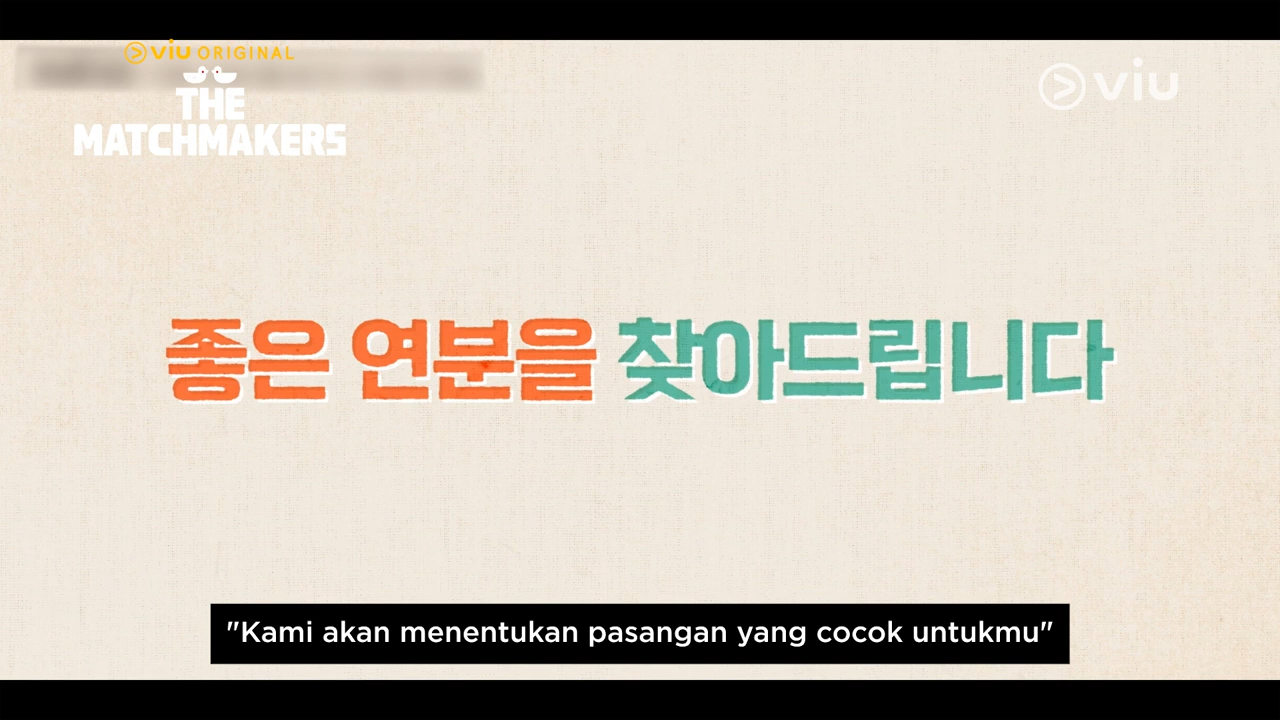 viu ORIGINAL
THE
MATCHMAKERS
viu
좋은 연분을 찾아드립니다
"Kami akan menentukan pasangan yang cocok untukmu"